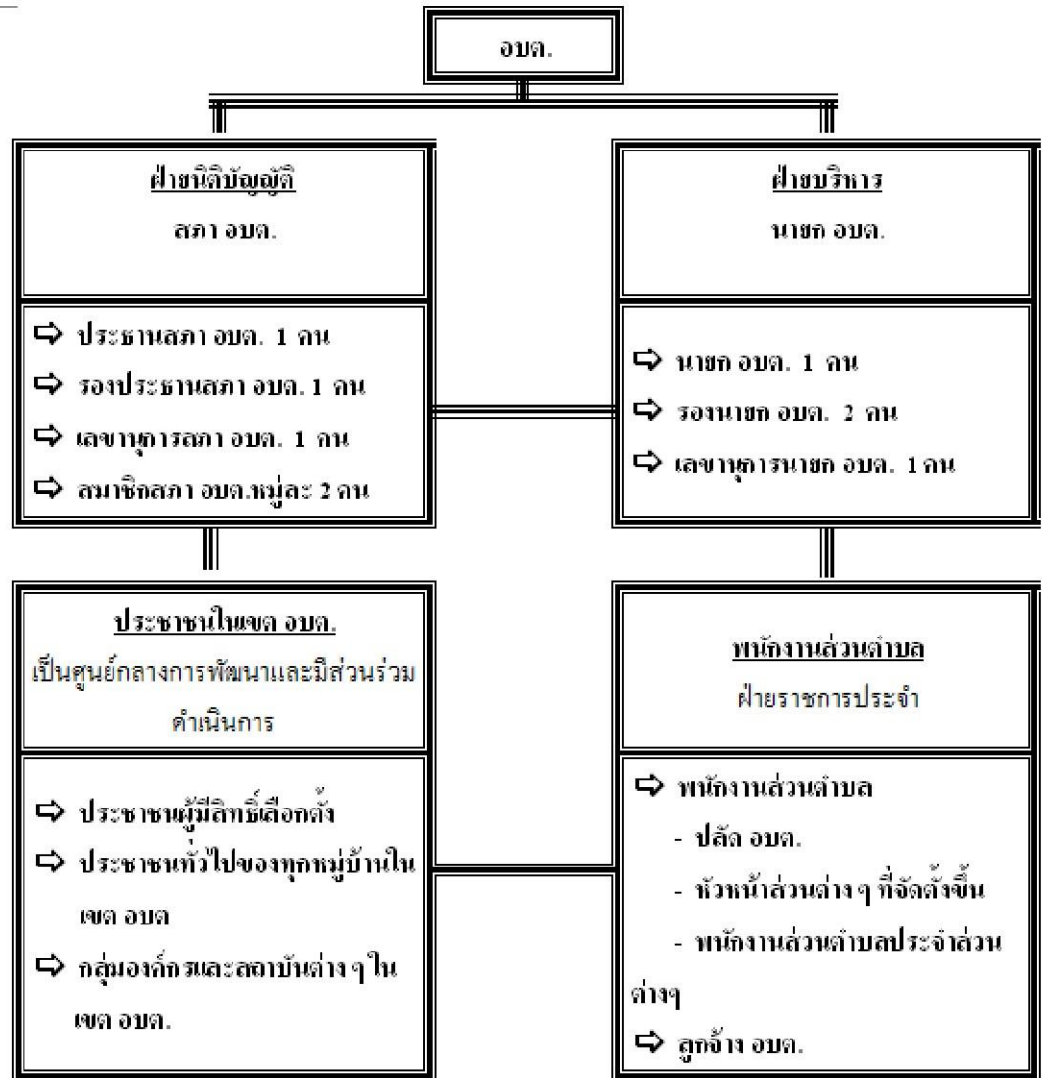 อบต.
ฝ่ายนิติบัญญัติ
สภา อบต.
ฝ่ายบริหาร
นายก อบต.
⇨ ประธานสภา อบต. 1 คน
⇨ รองประธานสภา อบต. 1 คน
⇨ เลขานุการสภา อบต. 1 คน
⇨ สมาชิกสภา อบต.หมู่ละ 2 คน
⇨ นายก อบต. 1 คน
⇨ รองนายก อบต. 2 คน
⇨ เลขานุการนายก อบต. 1 คน
ประชาชนในเขต อบต.
เป็นศูนย์กลางการพัฒนาและมีส่วนร่วม
ดำเนินการ
พนักงานส่วนตำบล
ฝ่ายราชการประจำ
⇨ ประชาชนผู้มีสิทธิ์เลือกตั้ง
⇨ ประชาชนทั่วไปของทุกหมู่บ้านใน
เขต อบต
⇨ กลุ่มองค์กรและสถาบันต่างๆ ใน
เขต อบต.
⇨ พนักงานส่วนตำบล
- ปลัด อบต.
- หัวหน้าส่วนต่าง ๆ ที่จัดตั้งขึ้น
- พนักงานส่วนตำบลประจำส่วน
ต่างๆ
⇨ ลูกจ้าง อบต.